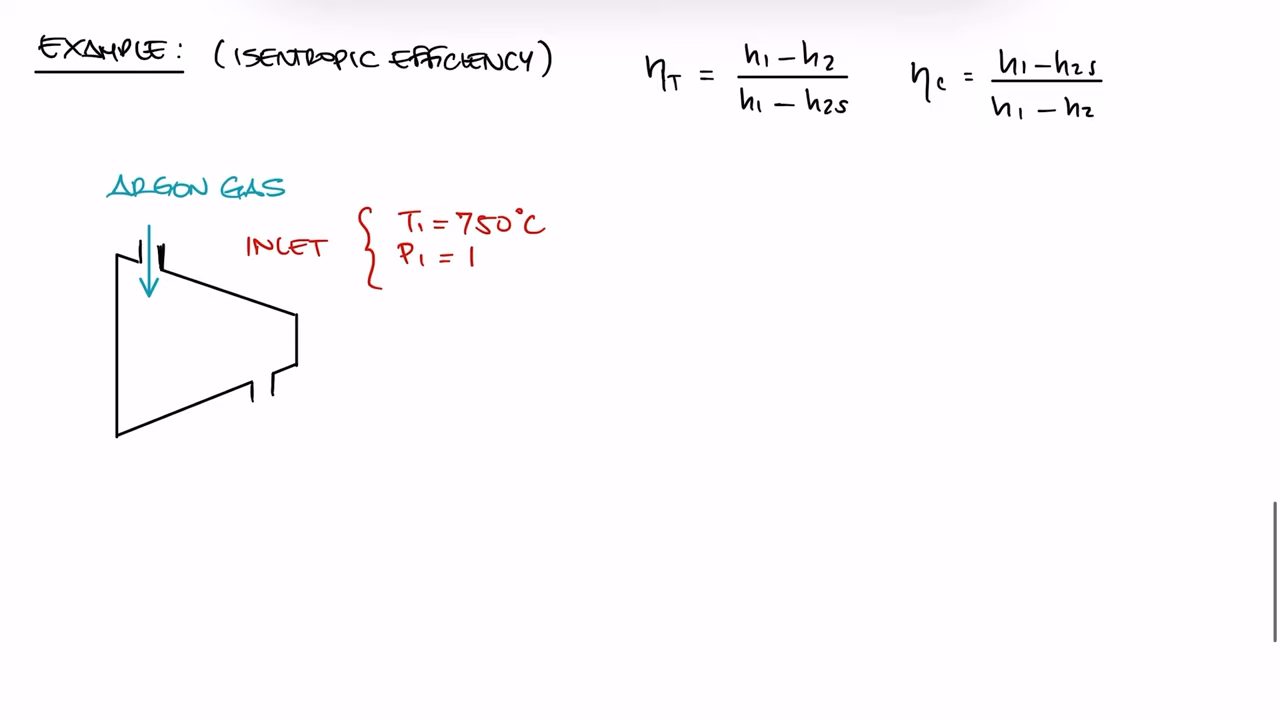 EXAMPLE: (ISENTROPIC EFFICIENCY)
ηT = h1 - h2 / h1 - h2s
ηc = h1 - h2s / h1 - h2
ARGON GAS
INLET { T1 = 750°C
P1 = 1